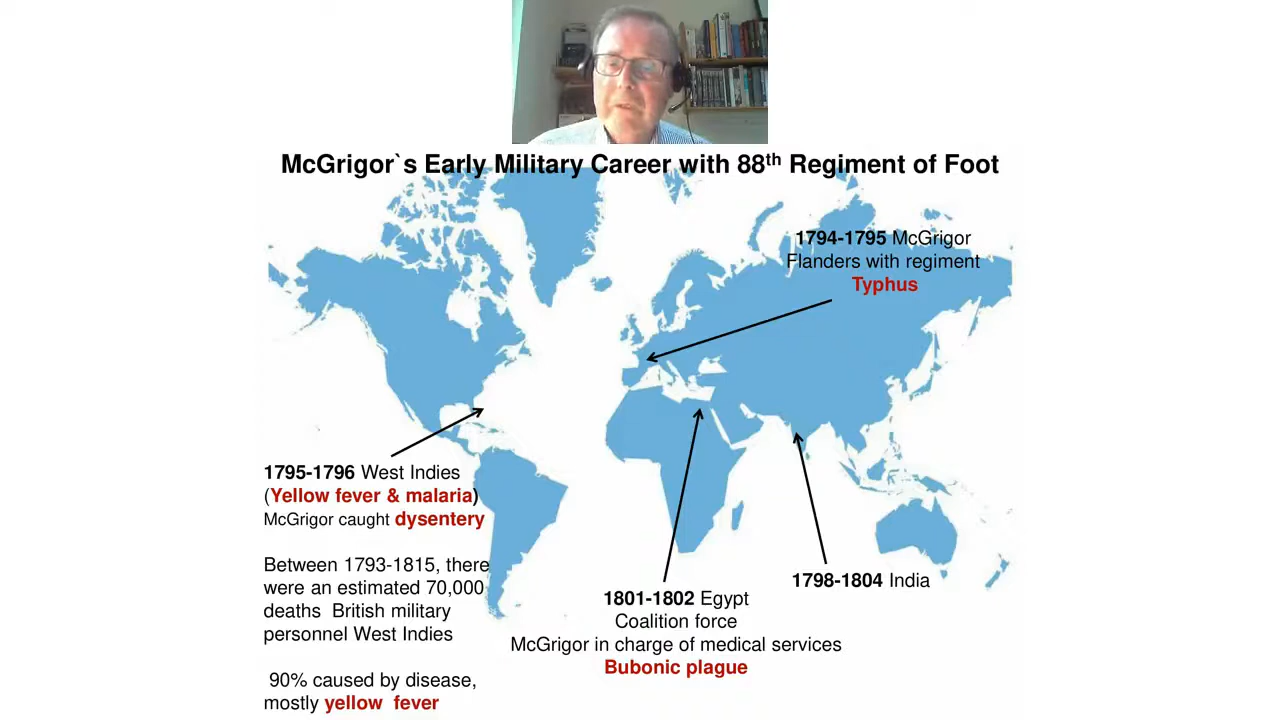 McGrigor`s Early Military Career with 88th Regiment of Foot
1794-1795 McGrigor
Flanders with regiment
Typhus
1795-1796 West Indies
(Yellow fever & malaria)
McGrigor caught dysentery
Between 1793-1815, there
were an estimated 70,000
deaths  British military
personnel West Indies
90% caused by disease,
mostly yellow  fever
1801-1802 Egypt
Coalition force
McGrigor in charge of medical services
Bubonic plague
1798-1804 India